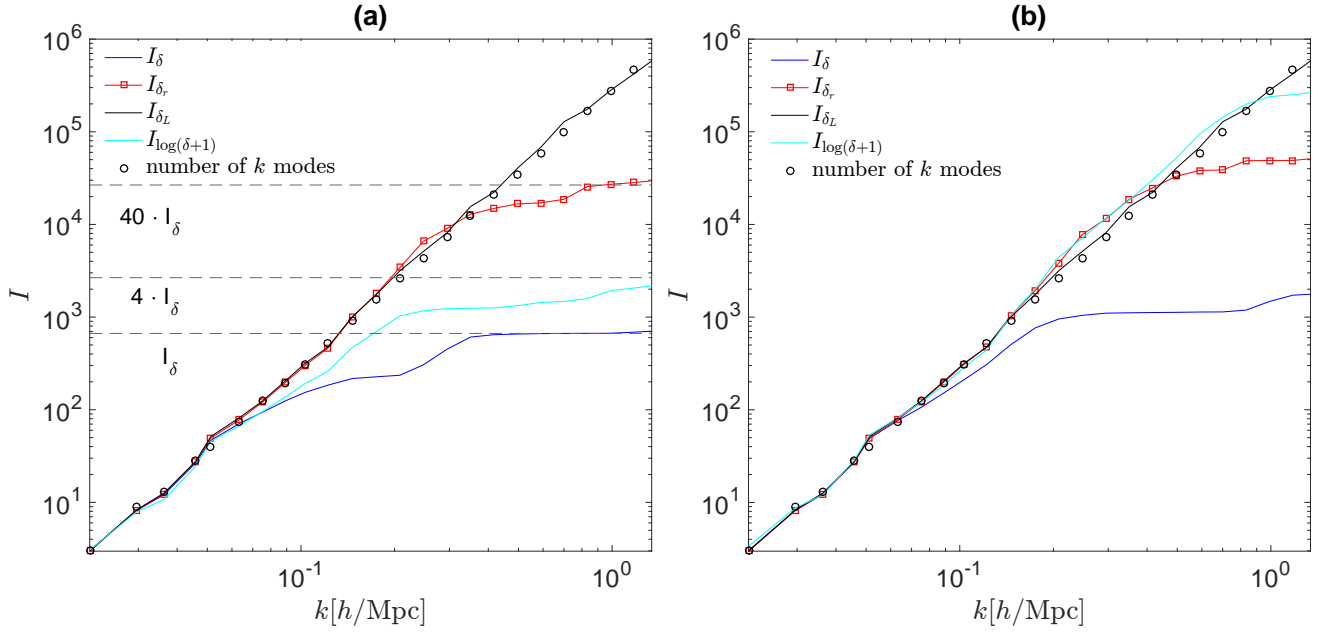 (a)
10^6
10^5
10^4
10^3
10^2
10^1
I
I_δ
I_{δ_r}
I_{δ_L}
I_{log(δ+1)}
number of k modes
40 · I_δ
4 · I_δ
I_δ
10^{-1}
10^0
k[h/Mpc]
(b)
10^6
10^5
10^4
10^3
10^2
10^1
I
I_δ
I_{δ_r}
I_{δ_L}
I_{log(δ+1)}
number of k modes
10^{-1}
10^0
k[h/Mpc]